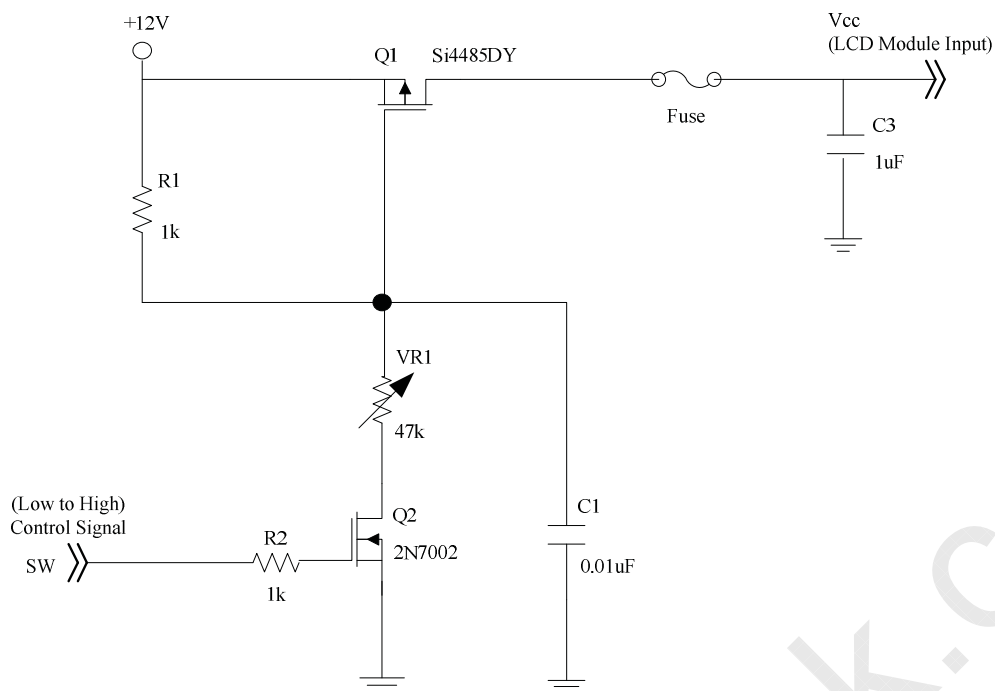 +12V
Q1
Si4485DY
Vcc
(LCD Module Input)
Fuse
C3
1uF
R1
1k
VR1
47k
(Low to High)
Control Signal
SW
R2
1k
Q2
2N7002
C1
0.01uF
k.c